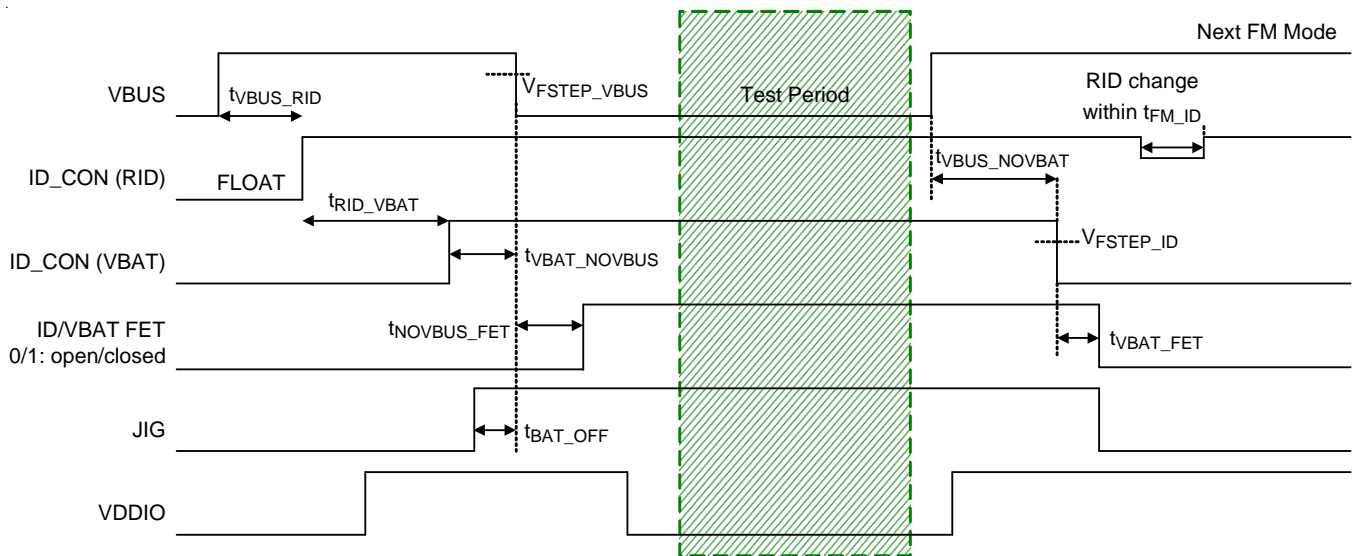 Next FM Mode
VBUS
tVBUS_RID
VFSTEP_VBUS
Test Period
RID change
within tFM_ID
ID_CON (RID)
FLOAT
tVBUS_NOVBAT
tRID_VBAT
ID_CON (VBAT)
tVBAT_NOVBUS
VFSTEP_ID
ID/VBAT FET
0/1: open/closed
tNOVBUS_FET
tVBAT_FET
JIG
tBAT_OFF
VDDIO